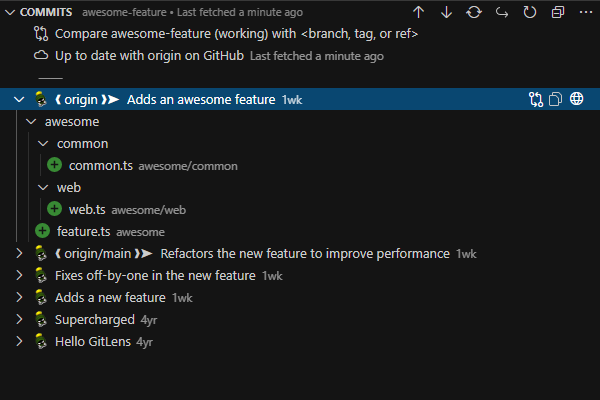 COMMITS awesome-feature • Last fetched a minute ago
Compare awesome-feature (working) with <branch, tag, or ref>
Up to date with origin on GitHub Last fetched a minute ago
❨ origin ❩➤ Adds an awesome feature 1wk
awesome
common
common.ts awesome/common
web
web.ts awesome/web
feature.ts awesome
❨ origin/main ❩➤ Refactors the new feature to improve performance 1wk
Fixes off-by-one in the new feature 1wk
Adds a new feature 1wk
Supercharged 4yr
Hello GitLens 4yr